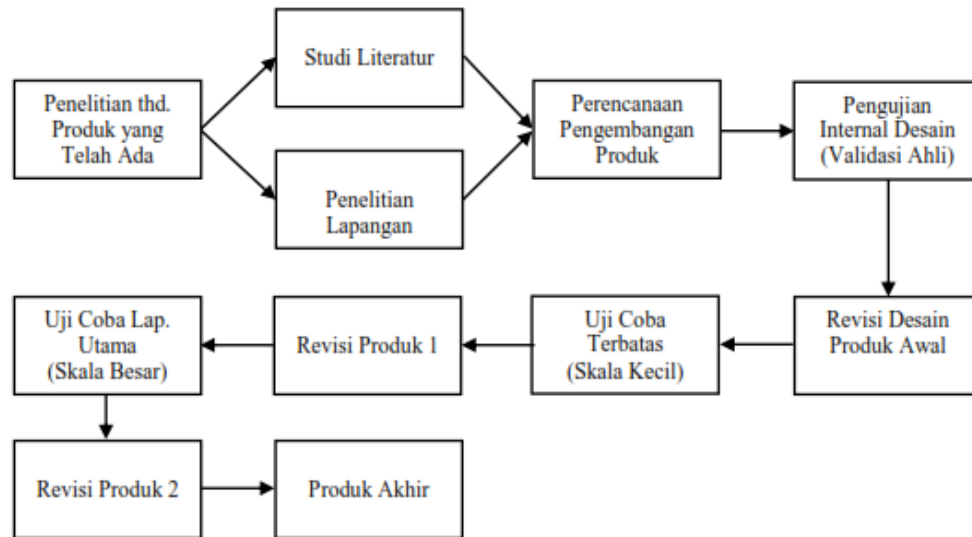 Studi Literatur
Penelitian thd.
Produk yang
Telah Ada
Penelitian
Lapangan
Perencanaan
Pengembangan
Produk
Pengujian
Internal Desain
(Validasi Ahli)
Revisi Desain
Produk Awal
Uji Coba
Terbatas
(Skala Kecil)
Revisi Produk 1
Uji Coba Lap.
Utama
(Skala Besar)
Revisi Produk 2
Produk Akhir